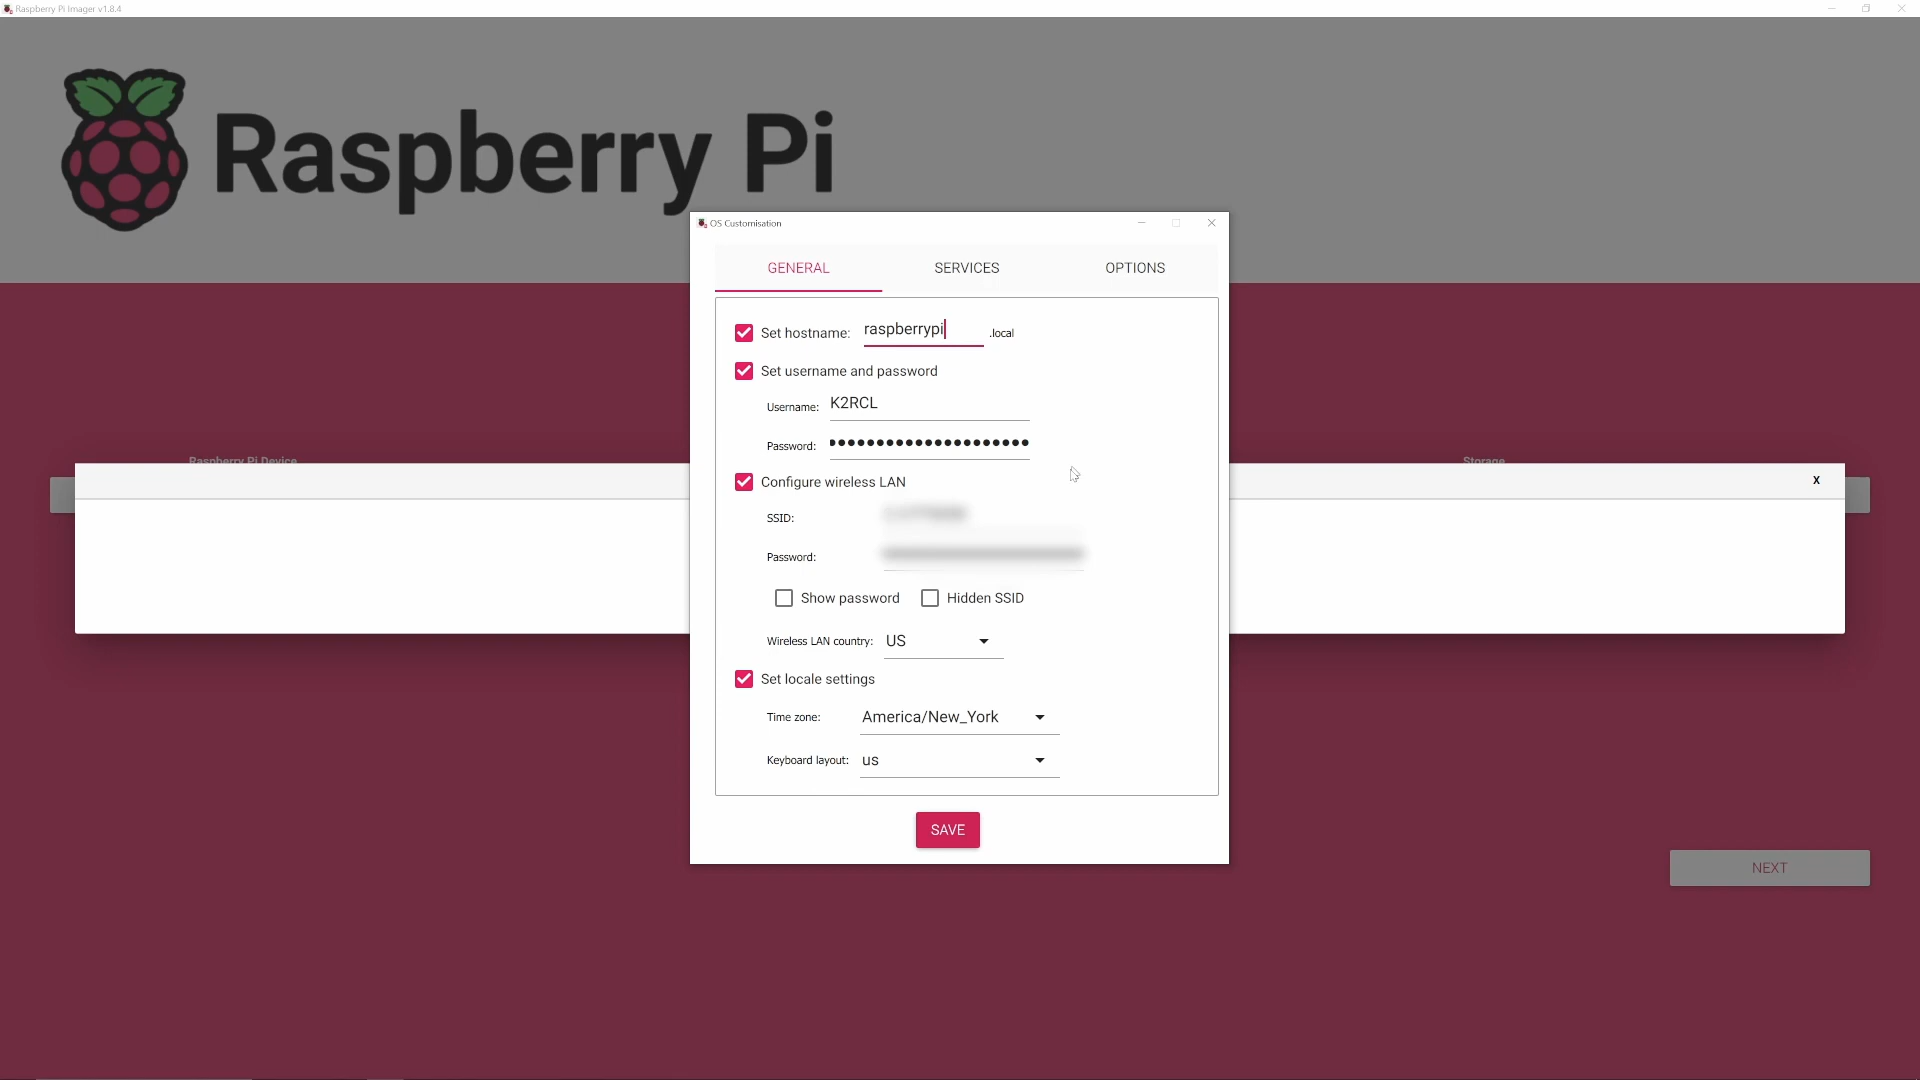 Raspberry Pi Imager v1.8.4
Raspberry Pi
OS Customisation
GENERAL SERVICES OPTIONS
Set hostname: raspberrypi .local
Set username and password
Username: K2RCL
Raspberry Pi Device
Storage
Password: ●●●●●●●●●●●●●●●●●●●●●
X
Configure wireless LAN
SSID:
Password:
Show password Hidden SSID
Wireless LAN country: US
Set locale settings
Time zone: America/New_York
Keyboard layout: us
SAVE
NEXT